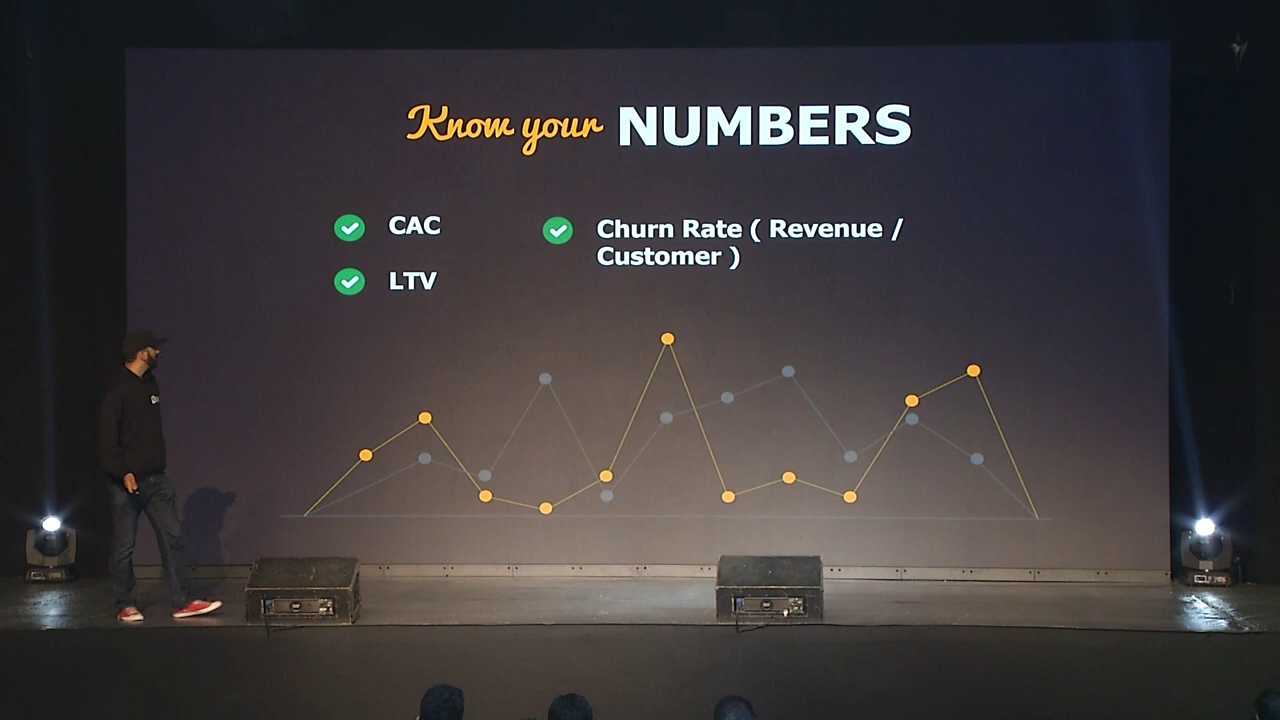 Know your NUMBERS
CAC
LTV
Churn Rate ( Revenue /
Customer )